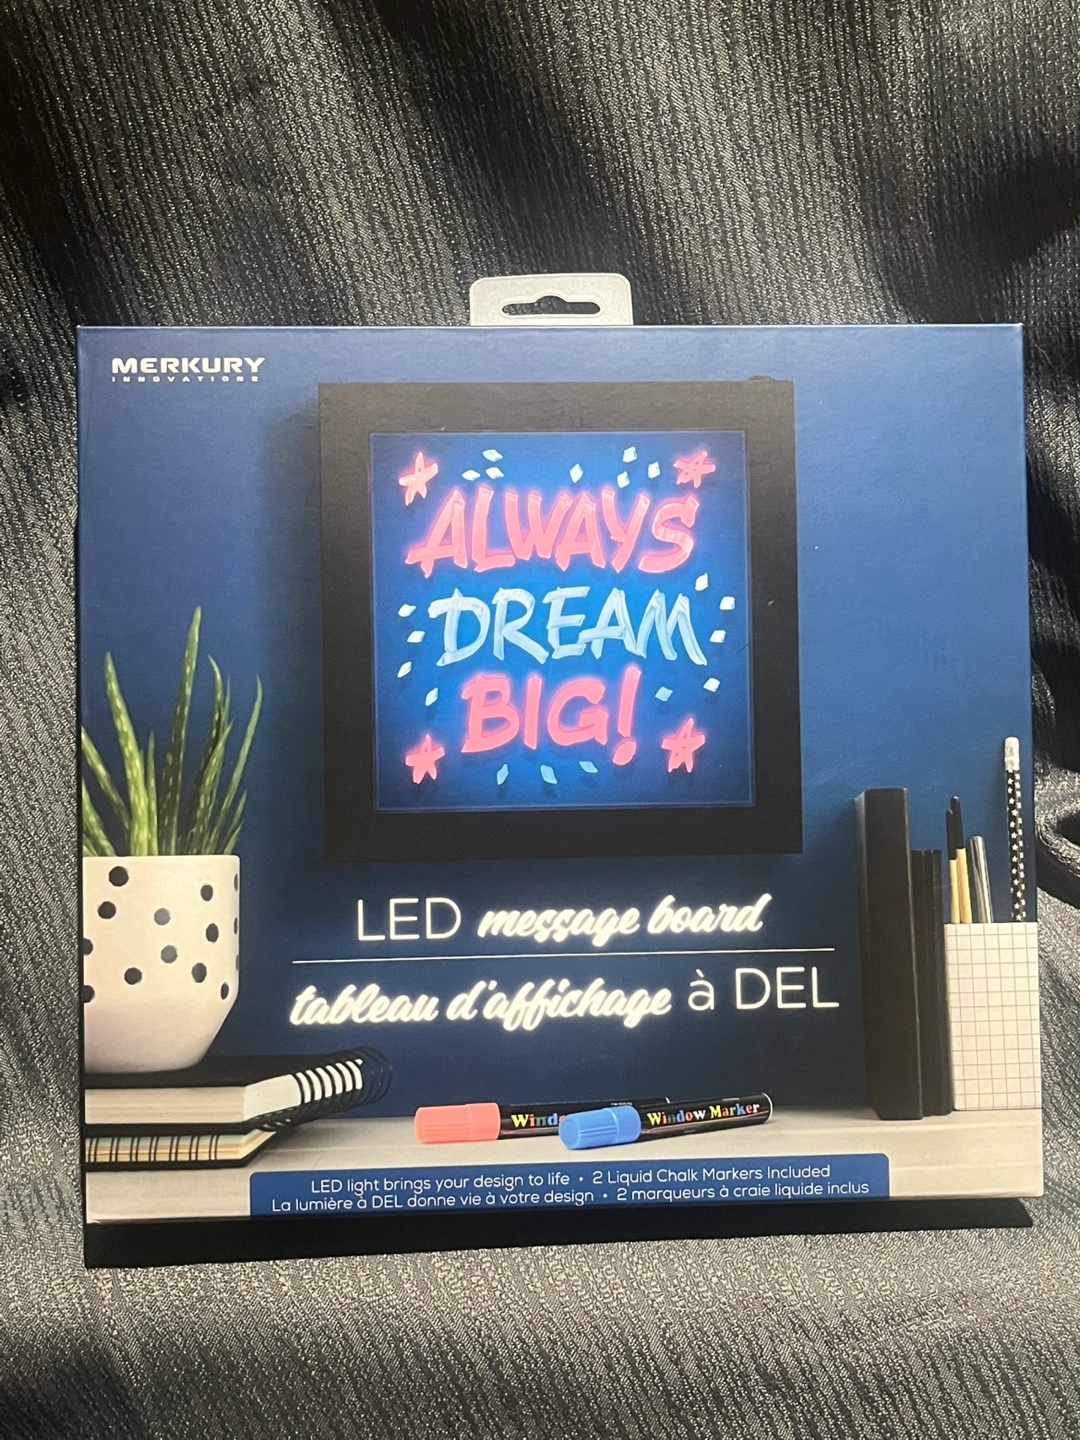 MERKURY
INNOVATIONS
ALWAYS
DREAM
BIG!
LED message board
tableau d'affichage à DEL
Window Marker
LED light brings your design to life • 2 Liquid Chalk Markers Included
La lumière à DEL donne vie à votre design • 2 marqueurs à craie liquide inclus